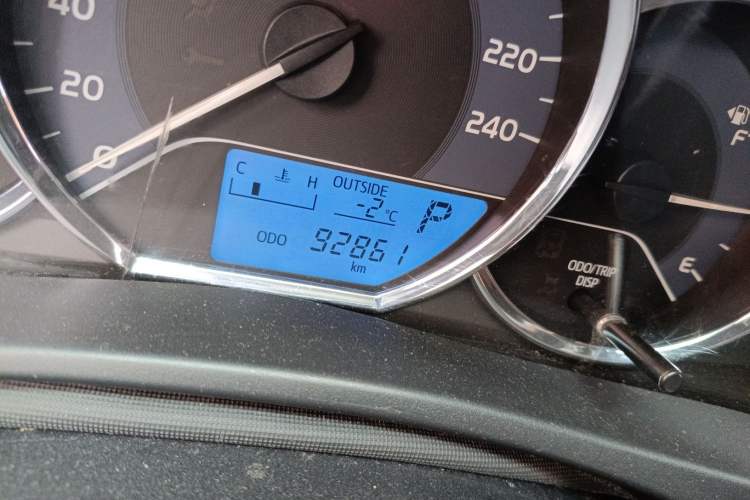 40
20
0
220
240
C H
OUTSIDE
-2°C
P
ODO 92861
km
F
E
ODO/TRIP
DISP